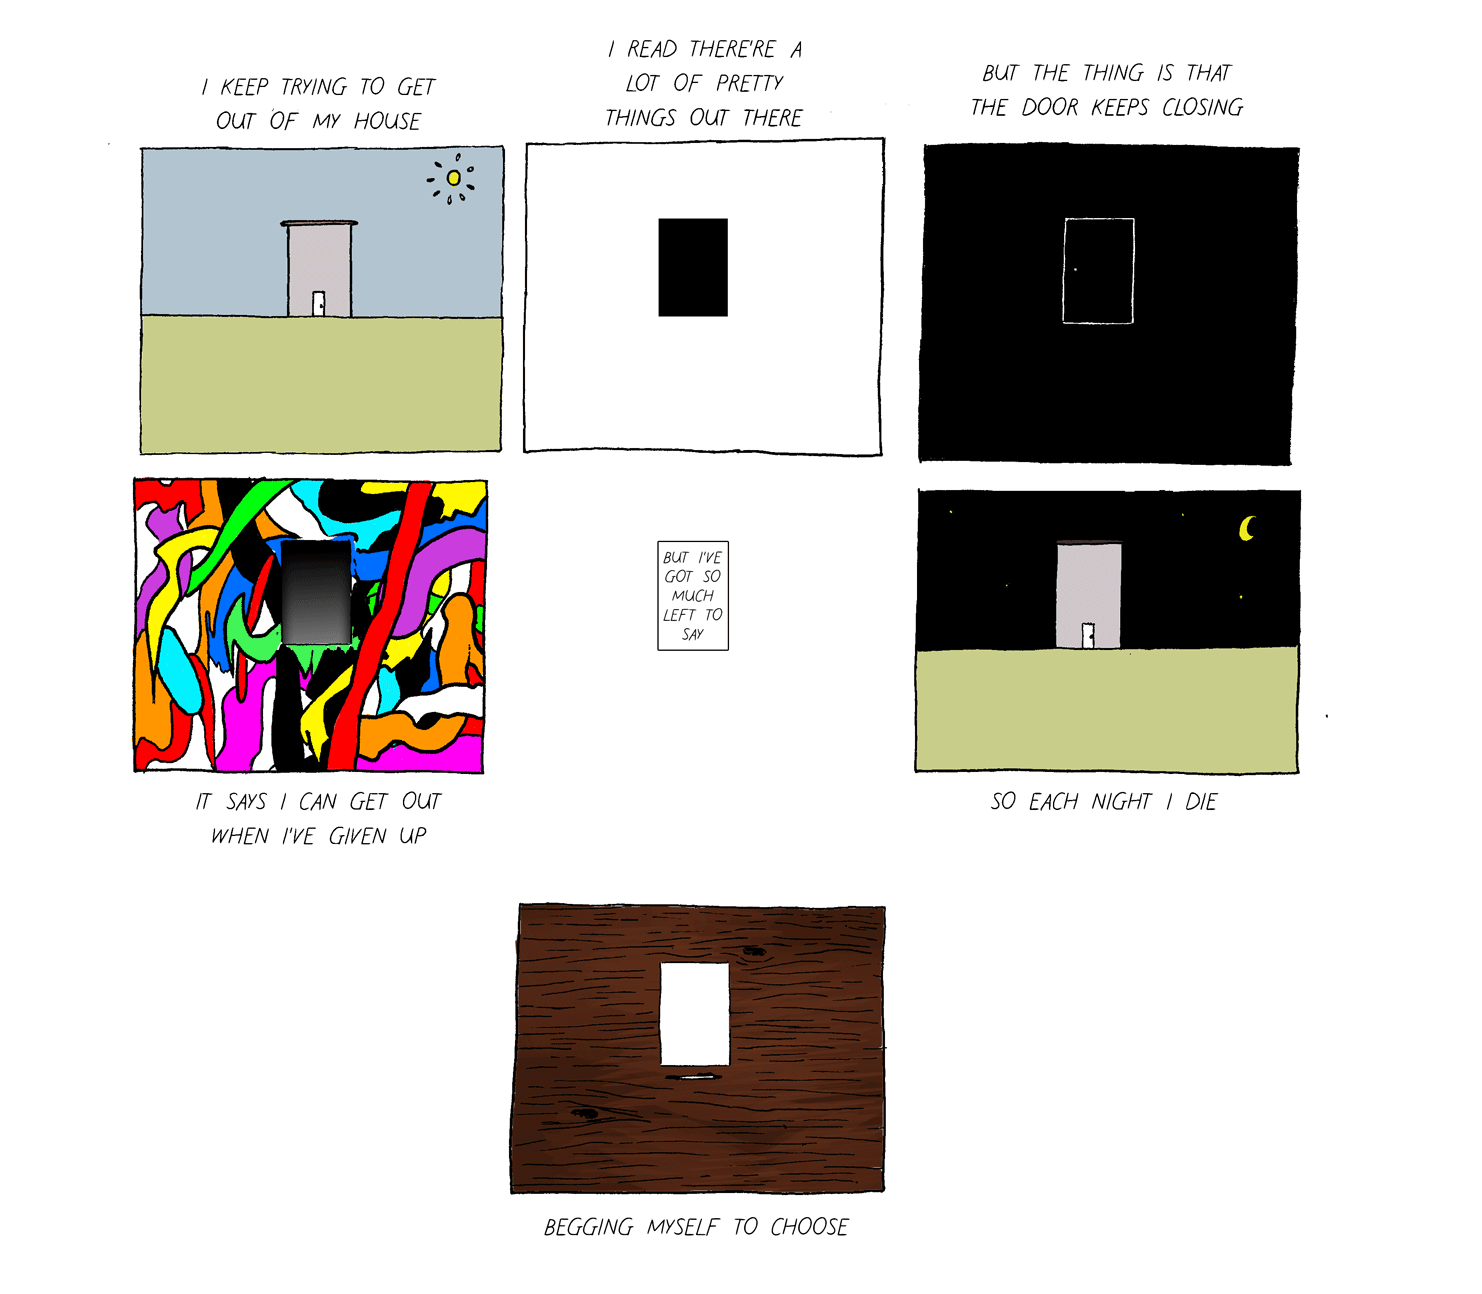 I KEEP TRYING TO GET
OUT OF MY HOUSE
I READ THERE'RE A
LOT OF PRETTY
THINGS OUT THERE
BUT THE THING IS THAT
THE DOOR KEEPS CLOSING
IT SAYS I CAN GET OUT
WHEN I'VE GIVEN UP
BUT I'VE
GOT SO
MUCH
LEFT TO
SAY
SO EACH NIGHT I DIE
BEGGING MYSELF TO CHOOSE